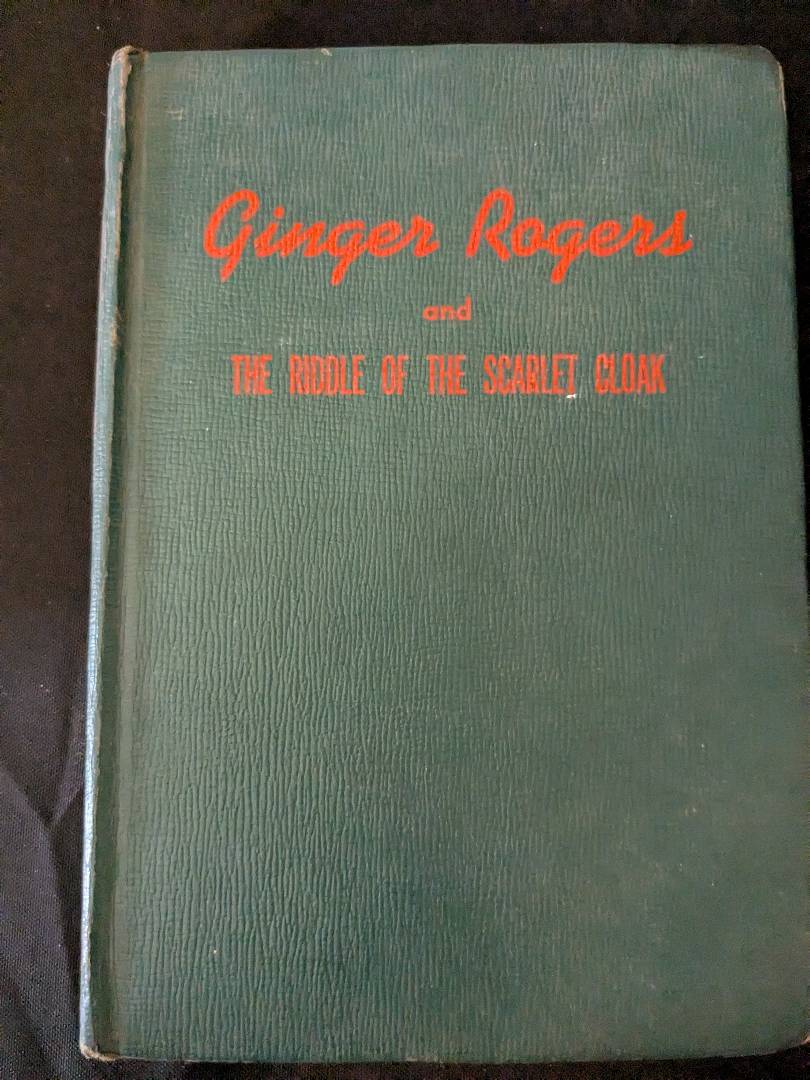 Ginger Rogers
and
THE RIDDLE OF THE SCARLET CLOAK